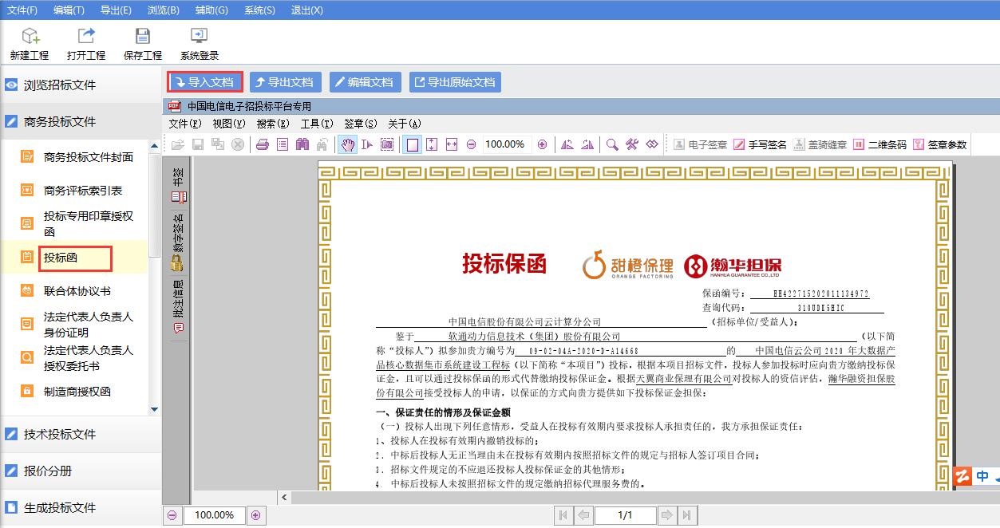 文件(F) 编辑(T) 导出(E) 浏览(B) 辅助(G) 系统(S) 退出(X)
新建工程 打开工程 保存工程 系统登录
浏览招标文件
商务投标文件
商务投标文件封面
商务评标索引表
投标专用印章授权
函
投标函
联合体协议书
法定代表人负责人
身份证明
法定代表人负责人
授权委托书
制造商授权函
技术投标文件
报价分册
生成投标文件
导入文档 导出文档 编辑文档 导出原始文档
PDF 中国电信电子招投标平台专用
文件(F) 视图(V) 搜索(E) 工具(T) 签章(S) 关于(A)
100.00% 电子签章 手写签名 盖骑缝章 二维条码 签章参数
书签
数字签名
批注信息
投标保函 甜橙保理 瀚华担保
ORANGE FACTORING HANHUA GUARANTEE CO.,LTD
保函编号: HH422715202011134972
查询代码: 310UDK5HIC
中国电信股份有限公司云计算分公司 (招标单位/受益人):
鉴于 软通动力信息技术(集团)股份有限公司 (以下简
称“投标人”)拟参加贵方编号为 09-02-04A-2020-D-A14668 的 中国电信云公司 2020 年大数据产
品核心数据集市系统建设工程标(以下简称“本项目”)投标,根据本项目招标文件,投标人参加投标时应向贵方缴纳投标保
证金,且可以通过投标保函的形式代替缴纳投标保证金。根据天翼商业保理有限公司对投标人的资信评估,瀚华融资担保股
份有限公司接受投标人的申请,以保证的方式向贵方提供如下投标保证金担保:
一、保证责任的情形及保证金额
(一)投标人出现下列任意情形,受益人在投标有效期内要求投标人承担责任的,我方承担保证责任:
1、投标人在投标有效期内撤销投标的;
2. 中标后投标人无正当理由未在投标有效期内按照招标文件的规定与招标人签订项目合同;
3. 招标文件规定的不应退还投标人投标保证金的其他情形;
4. 中标后投标人未按照招标文件的规定缴纳招标代理服务费的。
中
100.00% 1/1